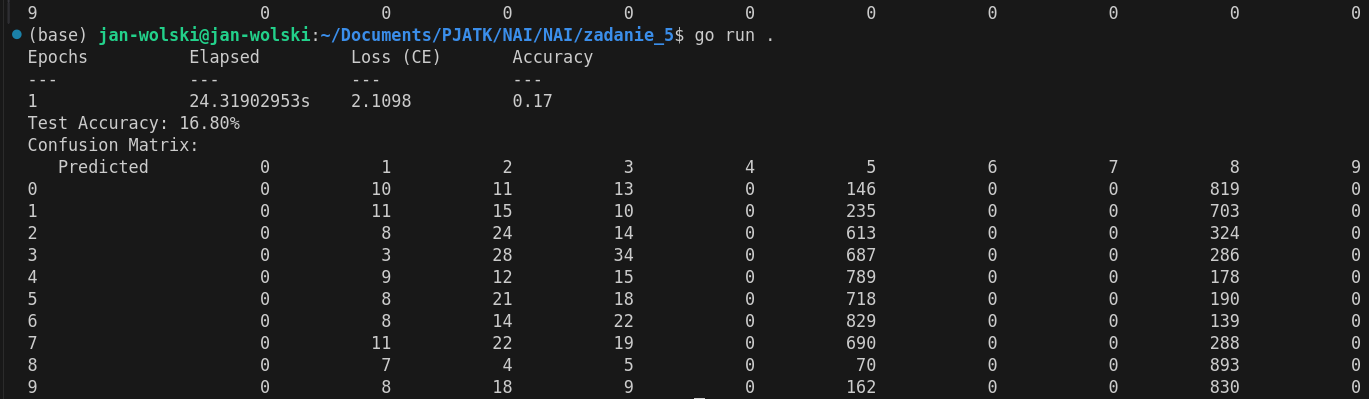 9 0 0 0 0 0 0 0 0 0 0
(base) jan-wolski@jan-wolski:~/Documents/PJATK/NAI/NAI/zadanie_5$ go run .
Epochs Elapsed Loss (CE) Accuracy
--- --- --- ---
1 24.31902953s 2.1098 0.17
Test Accuracy: 16.80%
Confusion Matrix:
Predicted 0 1 2 3 4 5 6 7 8 9
0 0 10 11 13 0 146 0 0 819 0
1 0 11 15 10 0 235 0 0 703 0
2 0 8 24 14 0 613 0 0 324 0
3 0 3 28 34 0 687 0 0 286 0
4 0 9 12 15 0 789 0 0 178 0
5 0 8 21 18 0 718 0 0 190 0
6 0 8 14 22 0 829 0 0 139 0
7 0 11 22 19 0 690 0 0 288 0
8 0 7 4 5 0 70 0 0 893 0
9 0 8 18 9 0 162 0 0 830 0